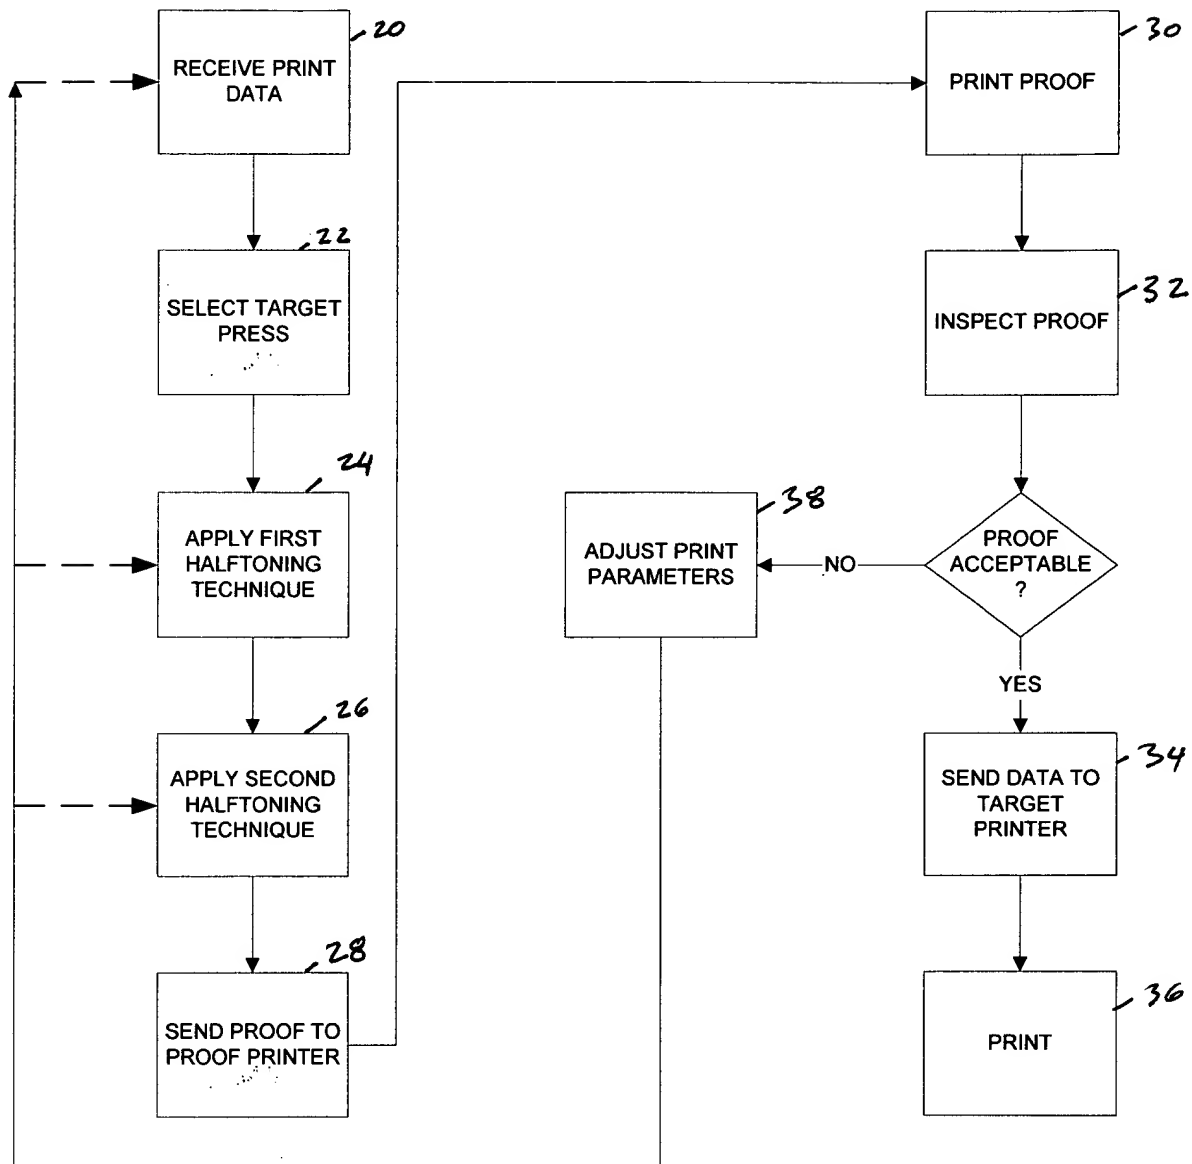 20
RECEIVE PRINT
DATA
22
SELECT TARGET
PRESS
24
APPLY FIRST
HALFTONING
TECHNIQUE
26
APPLY SECOND
HALFTONING
TECHNIQUE
28
SEND PROOF TO
PROOF PRINTER
30
PRINT PROOF
32
INSPECT PROOF
PROOF
ACCEPTABLE
?
NO
38
ADJUST PRINT
PARAMETERS
YES
34
SEND DATA TO
TARGET
PRINTER
36
PRINT